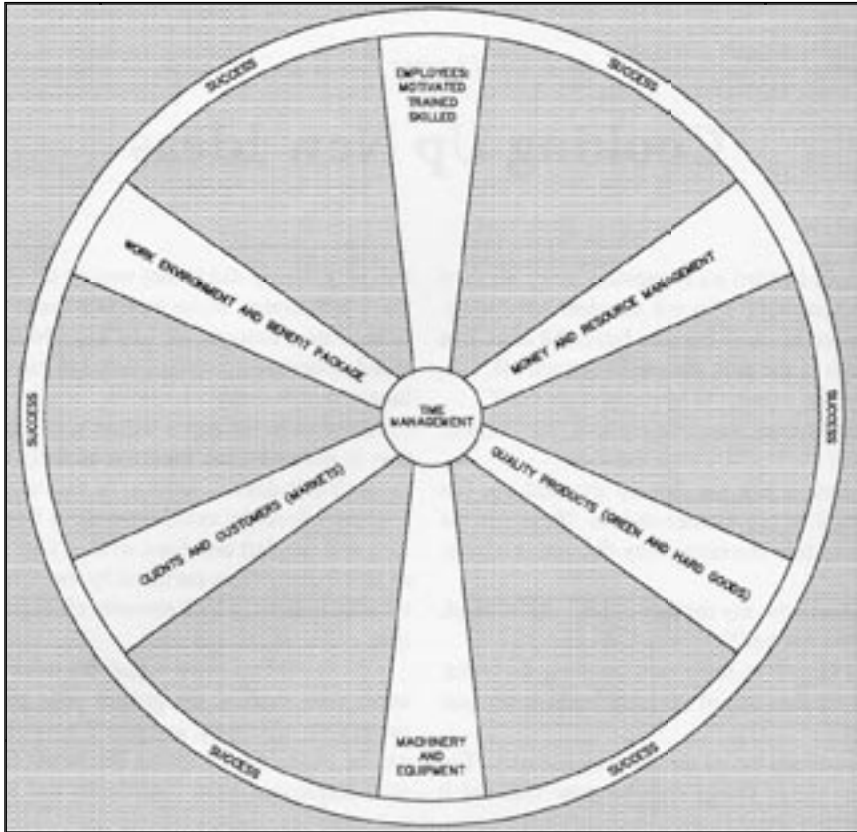 SUCCESS
SUCCESS
EMPLOYEES:
MOTIVATED
TRAINED
SKILLED
WORK ENVIRONMENT AND BENEFIT PACKAGE
MONEY AND RESOURCE MANAGEMENT
SUCCESS
TIME
MANAGEMENT
SUCCESS
CLIENTS AND CUSTOMERS (MARKETS)
QUALITY PRODUCTS (GREEN AND HARD GOODS)
MACHINERY
AND
EQUIPMENT
SUCCESS
SUCCESS